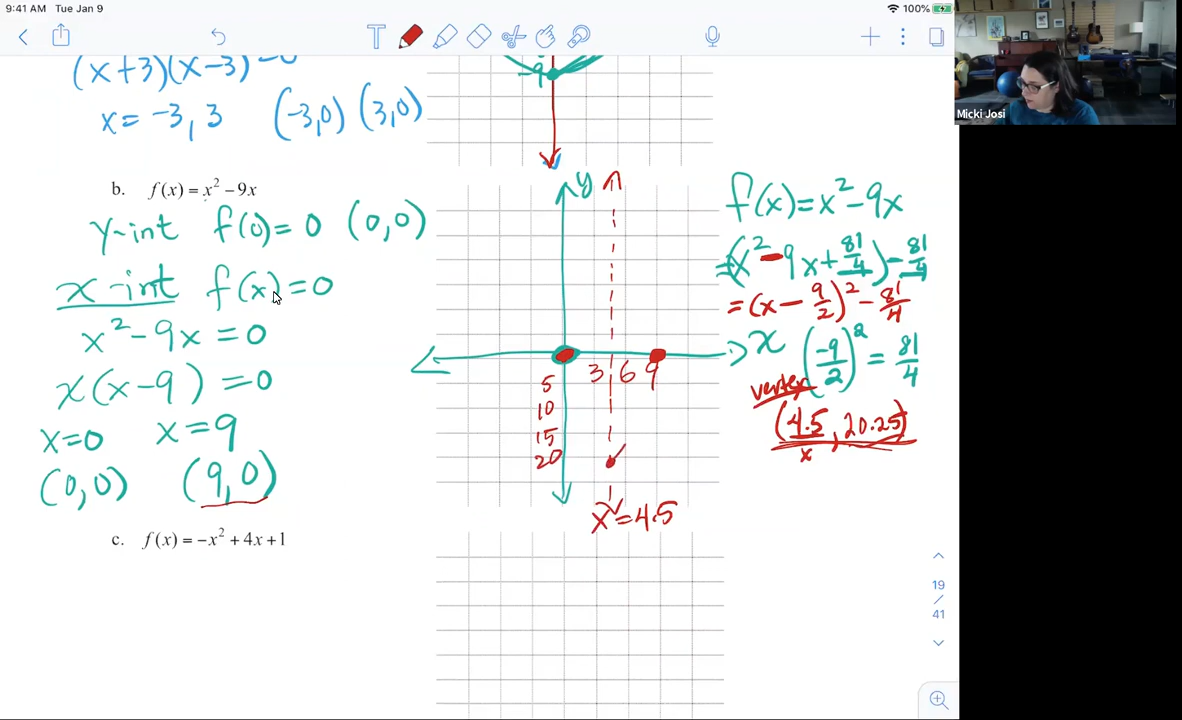 9:41 AM Tue Jan 9
100%
Micki Josi
(x+3)(x-3)
x = -3, 3 (-3,0) (3,0)
-9
b. f(x) = x² - 9x
y-int f(0) = 0 (0,0)
x-int f(x) = 0
x² - 9x = 0
x(x-9) = 0
x=0 x=9
(0,0) (9,0)
y
x
3 6 9
5
10
15
20
x = 4.5
f(x) = x² - 9x
=(x² - 9x + 81/4) - 81/4
= (x - 9/2)² - 81/4
(-9/2)² = 81/4
vertex
(4.5, 20.25)
x
c. f(x) = -x² + 4x + 1
19
/
41